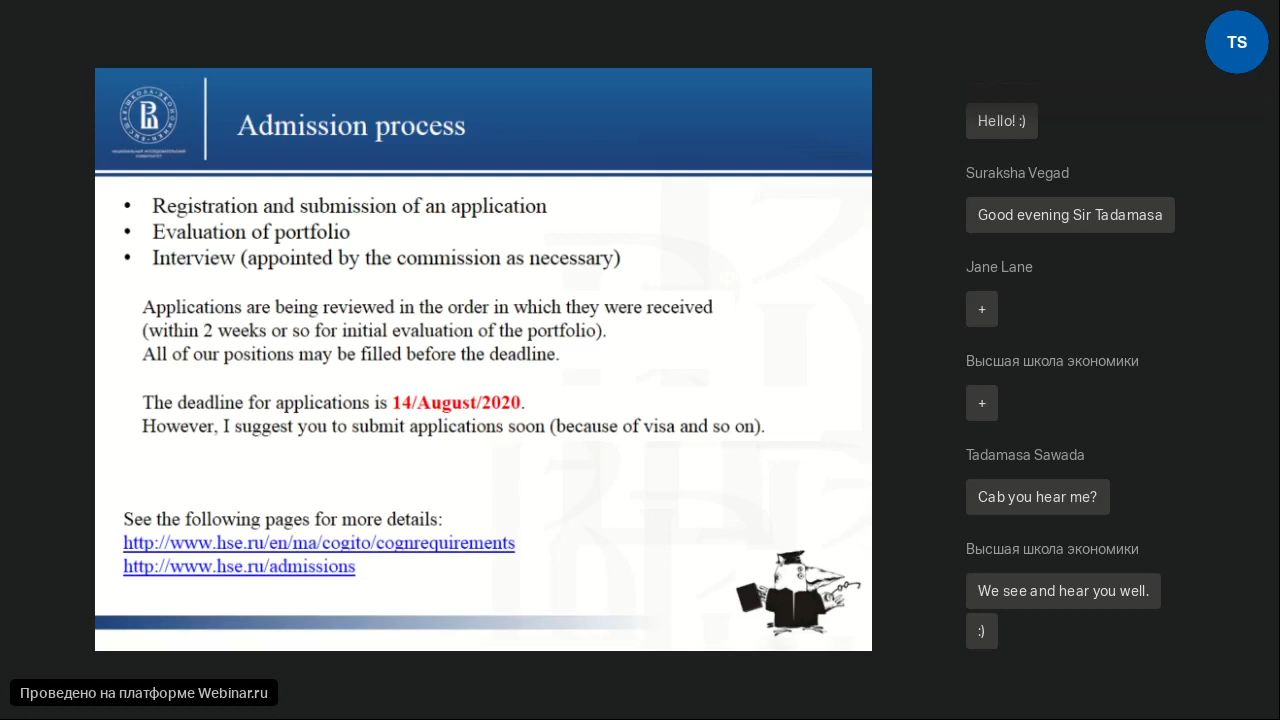 TS
ВЫСШАЯ ШКОЛА ЭКОНОМИКИ
НАЦИОНАЛЬНЫЙ ИССЛЕДОВАТЕЛЬСКИЙ
УНИВЕРСИТЕТ
Admission process
• Registration and submission of an application
• Evaluation of portfolio
• Interview (appointed by the commission as necessary)
Applications are being reviewed in the order in which they were received
(within 2 weeks or so for initial evaluation of the portfolio).
All of our positions may be filled before the deadline.
The deadline for applications is 14/August/2020.
However, I suggest you to submit applications soon (because of visa and so on).
See the following pages for more details:
http://www.hse.ru/en/ma/cogito/cognrequirements
http://www.hse.ru/admissions
Hello! :)
Suraksha Vegad
Good evening Sir Tadamasa
Jane Lane
+
Высшая школа экономики
+
Tadamasa Sawada
Cab you hear me?
Высшая школа экономики
We see and hear you well.
:)
Проведено на платформе Webinar.ru